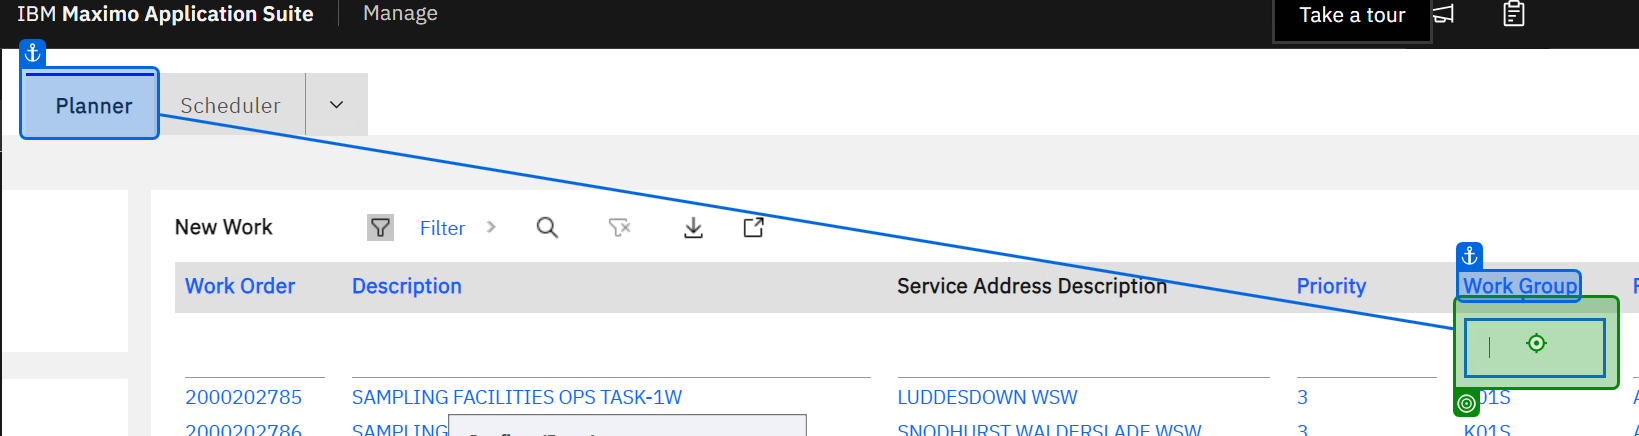 IBM Maximo Application Suite Manage Take a tour
Planner Scheduler
New Work Filter
Work Order Description Service Address Description Priority Work Group
2000202785 SAMPLING FACILITIES OPS TASK-1W LUDDESDOWN WSW 3 01S
2000202786 SAMPLING SNODHURST WALDERSLADE WSW 3 K01S